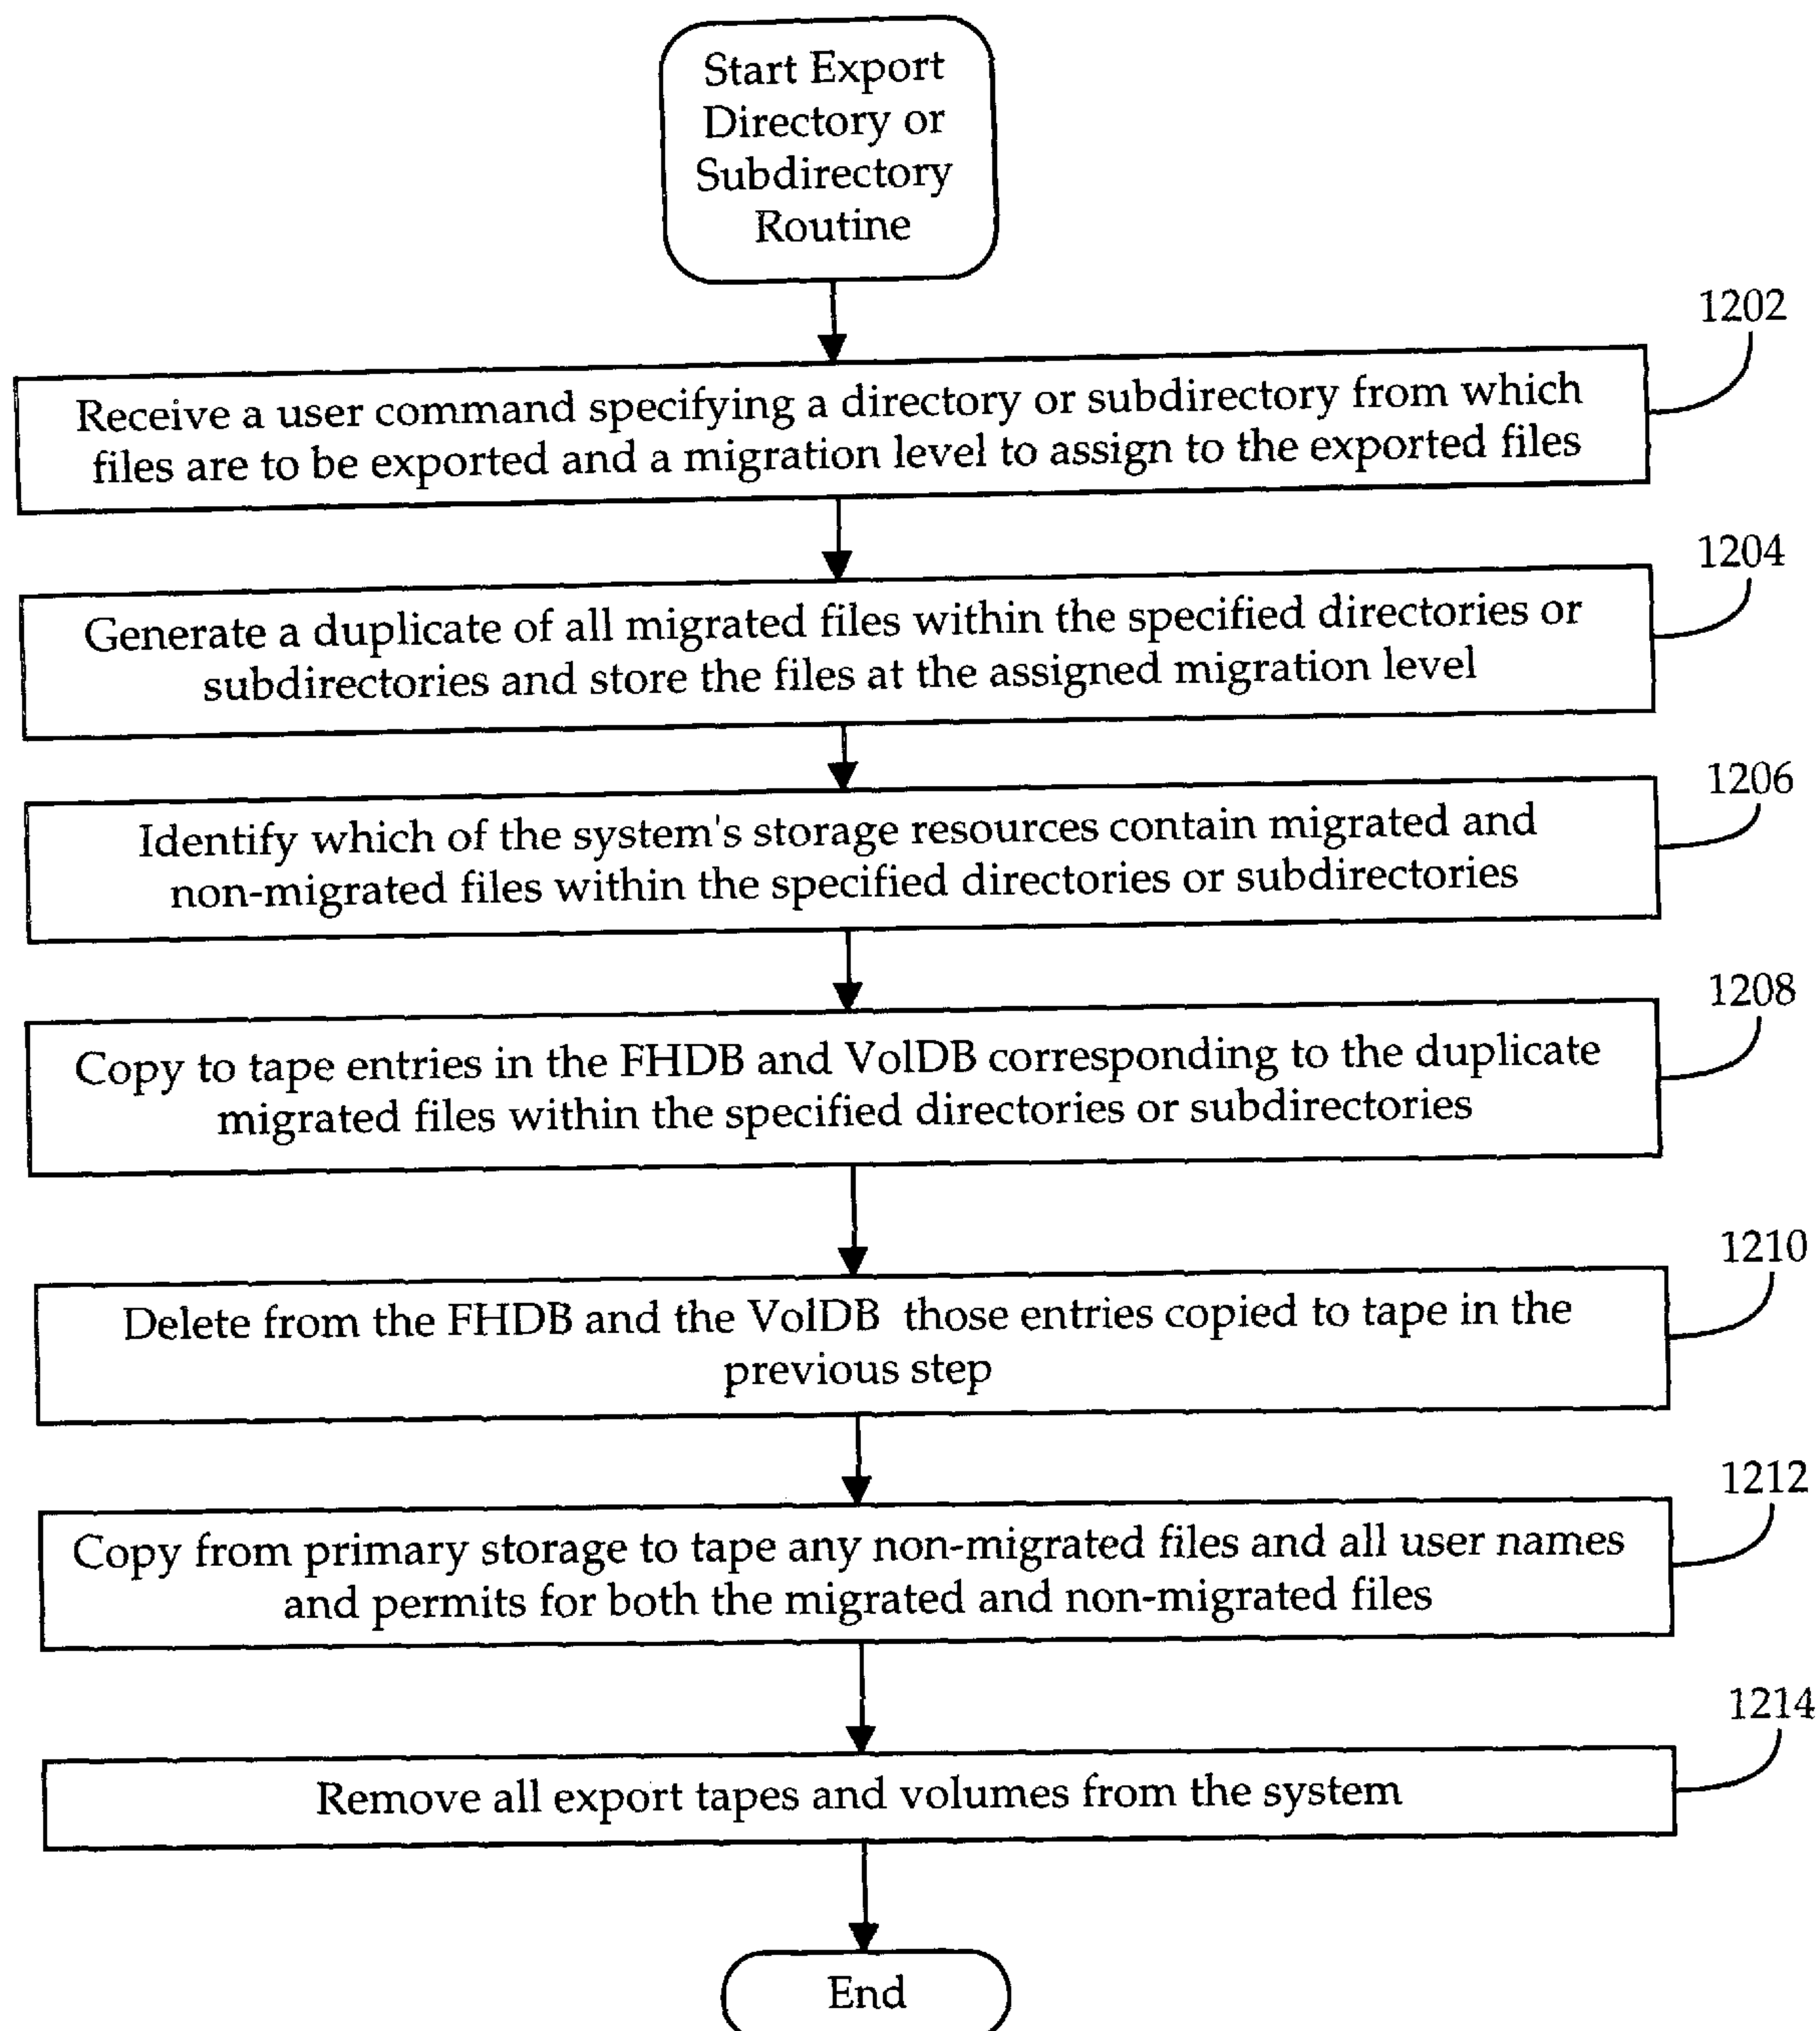 Start Export
Directory or
Subdirectory
Routine
1202
Receive a user command specifying a directory or subdirectory from which
files are to be exported and a migration level to assign to the exported files
1204
Generate a duplicate of all migrated files within the specified directories or
subdirectories and store the files at the assigned migration level
1206
Identify which of the system's storage resources contain migrated and
non-migrated files within the specified directories or subdirectories
1208
Copy to tape entries in the FHDB and VolDB corresponding to the duplicate
migrated files within the specified directories or subdirectories
1210
Delete from the FHDB and the VolDB those entries copied to tape in the
previous step
1212
Copy from primary storage to tape any non-migrated files and all user names
and permits for both the migrated and non-migrated files
1214
Remove all export tapes and volumes from the system
End